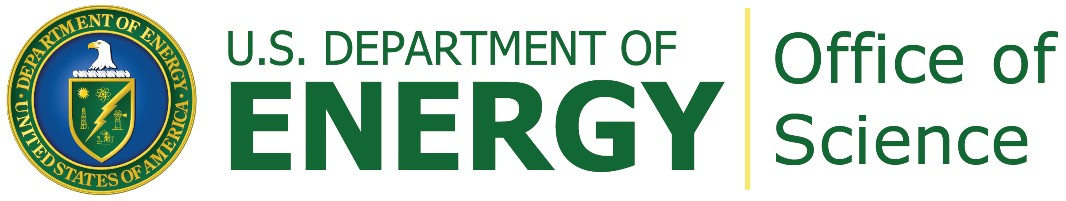 DEPARTMENT OF ENERGY
UNITED STATES OF AMERICA
U.S. DEPARTMENT OF
ENERGY
Office of
Science